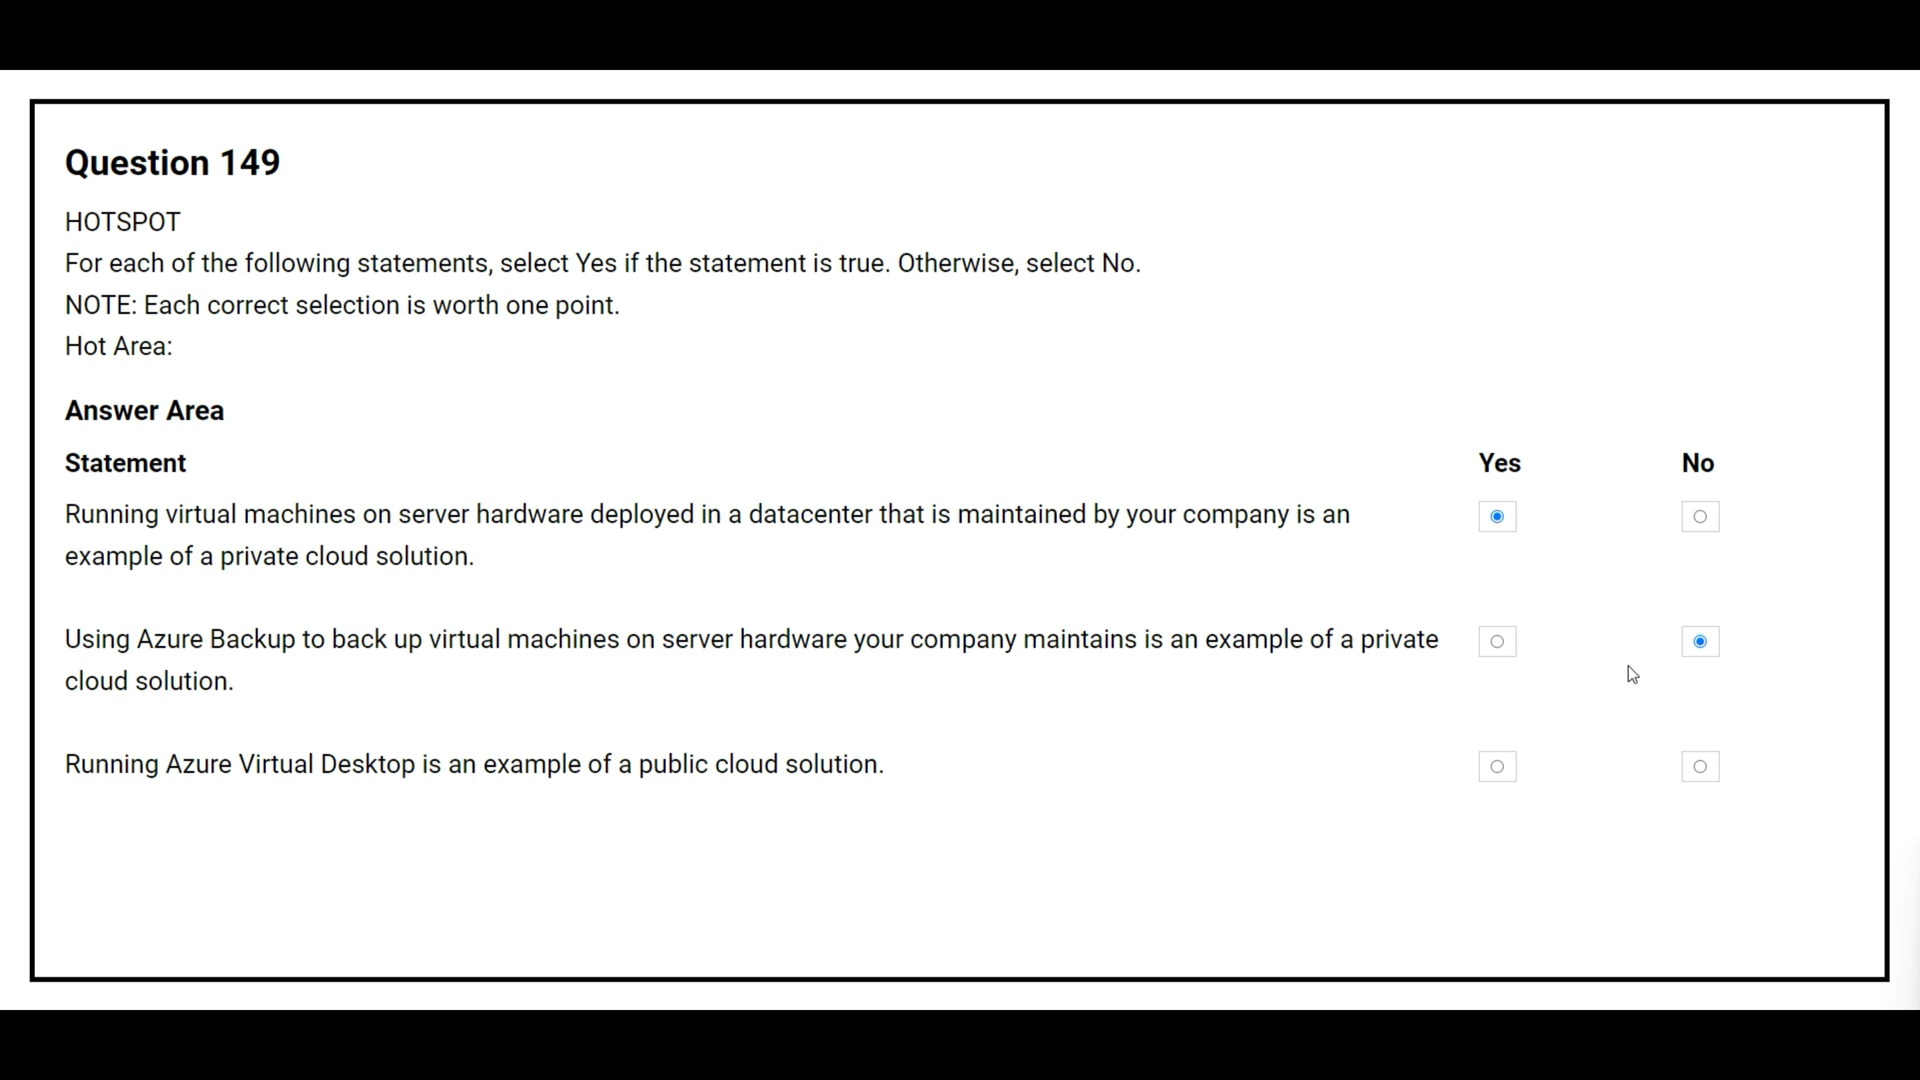 Question 149
HOTSPOT
For each of the following statements, select Yes if the statement is true. Otherwise, select No.
NOTE: Each correct selection is worth one point.
Hot Area:
Answer Area
Statement Yes No
Running virtual machines on server hardware deployed in a datacenter that is maintained by your company is an
example of a private cloud solution.
Using Azure Backup to back up virtual machines on server hardware your company maintains is an example of a private
cloud solution.
Running Azure Virtual Desktop is an example of a public cloud solution.